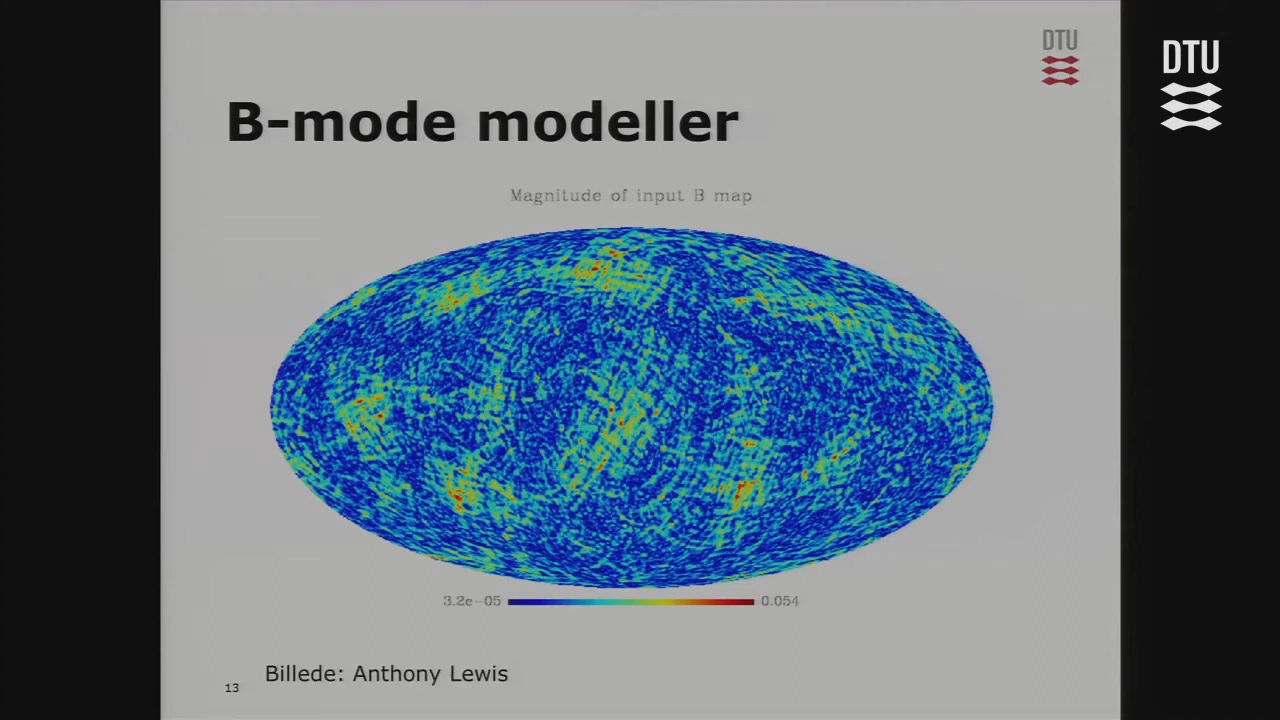 DTU
DTU
B-mode modeller
Magnitude of input B map
3.2e-05 0.054
Billede: Anthony Lewis
13